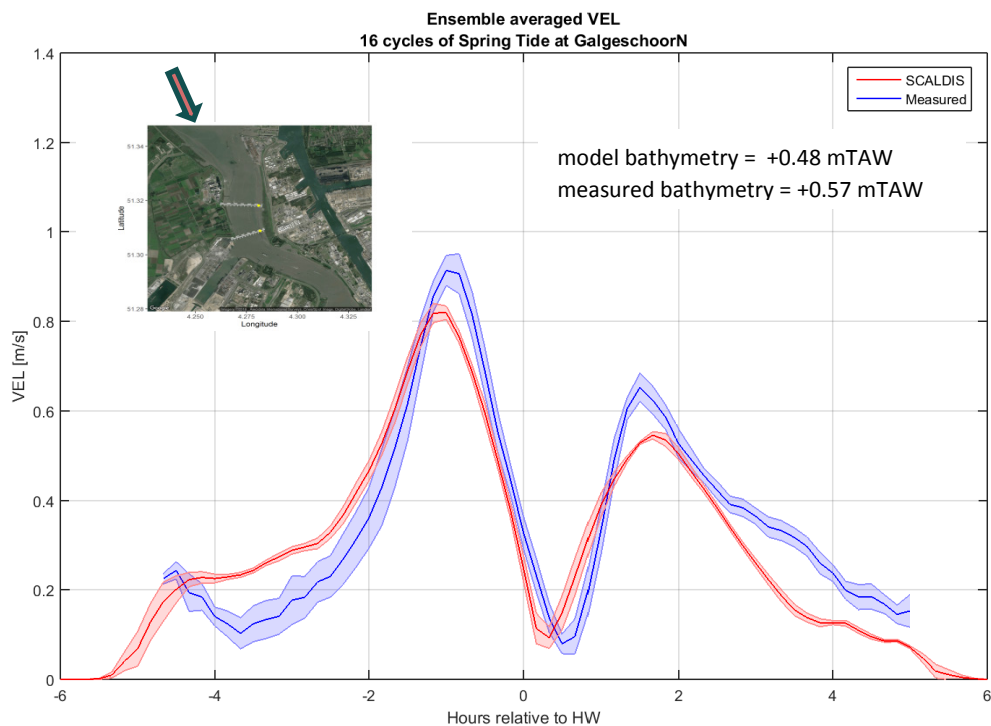 Ensemble averaged VEL
16 cycles of Spring Tide at GalgeschoorN
1.4
1.2
1
0.8
0.6
0.4
0.2
0
VEL [m/s]
SCALDIS
Measured
model bathymetry = +0.48 mTAW
measured bathymetry = +0.57 mTAW
51.34
51.32
51.30
51.28
Latitude
4.250
4.275
4.300
4.325
Longitude
-6
-4
-2
0
2
4
6
Hours relative to HW